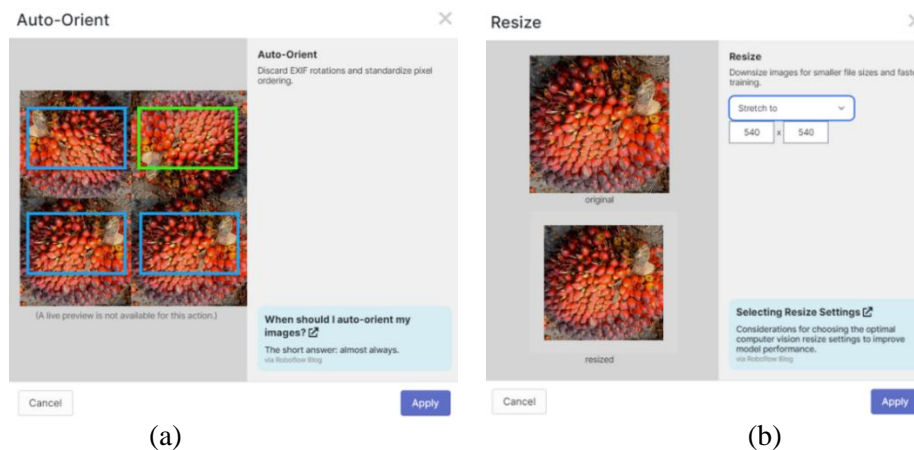 Auto-Orient
Auto-Orient
Discard EXIF rotations and standardize pixel
ordering.
(A live preview is not available for this action.)
When should I auto-orient my
images?
The short answer: almost always.
via Roboflow Blog
Cancel
Apply
(a)
Resize
Resize
Downsize images for smaller file sizes and faste
training.
Stretch to
540 x 540
original
resized
Selecting Resize Settings
Considerations for choosing the optimal
computer vision resize settings to improve
model performance.
via Roboflow Blog
Cancel
Apply
(b)